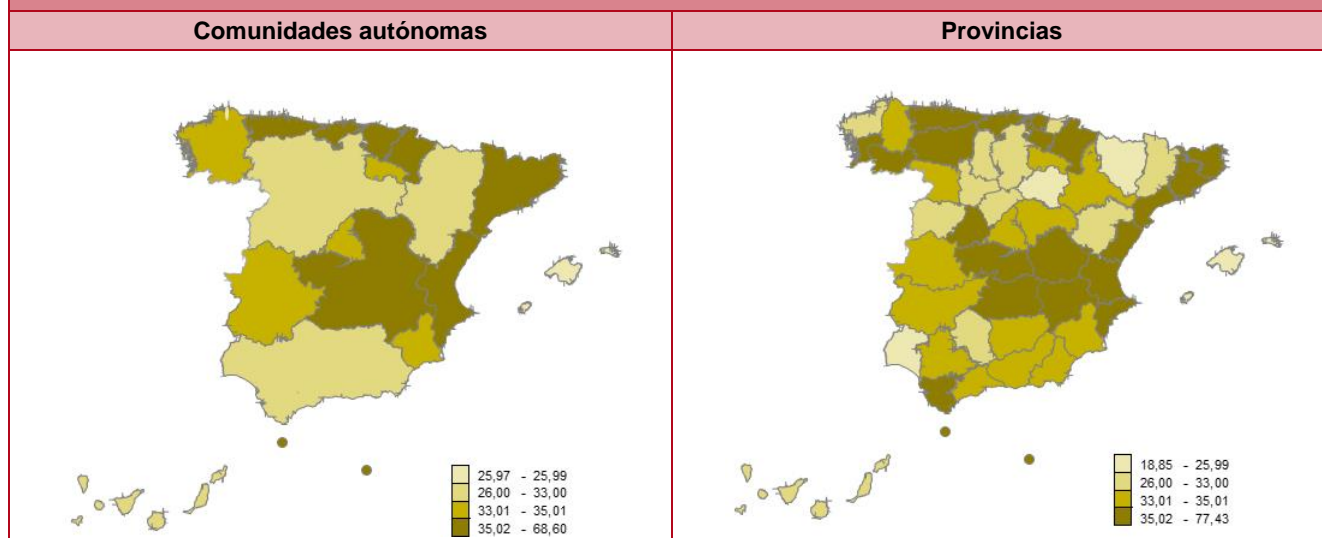 Comunidades autónomas
Provincias
25,97 - 25,99
26,00 - 33,00
33,01 - 35,01
35,02 - 68,60
18,85 - 25,99
26,00 - 33,00
33,01 - 35,01
35,02 - 77,43